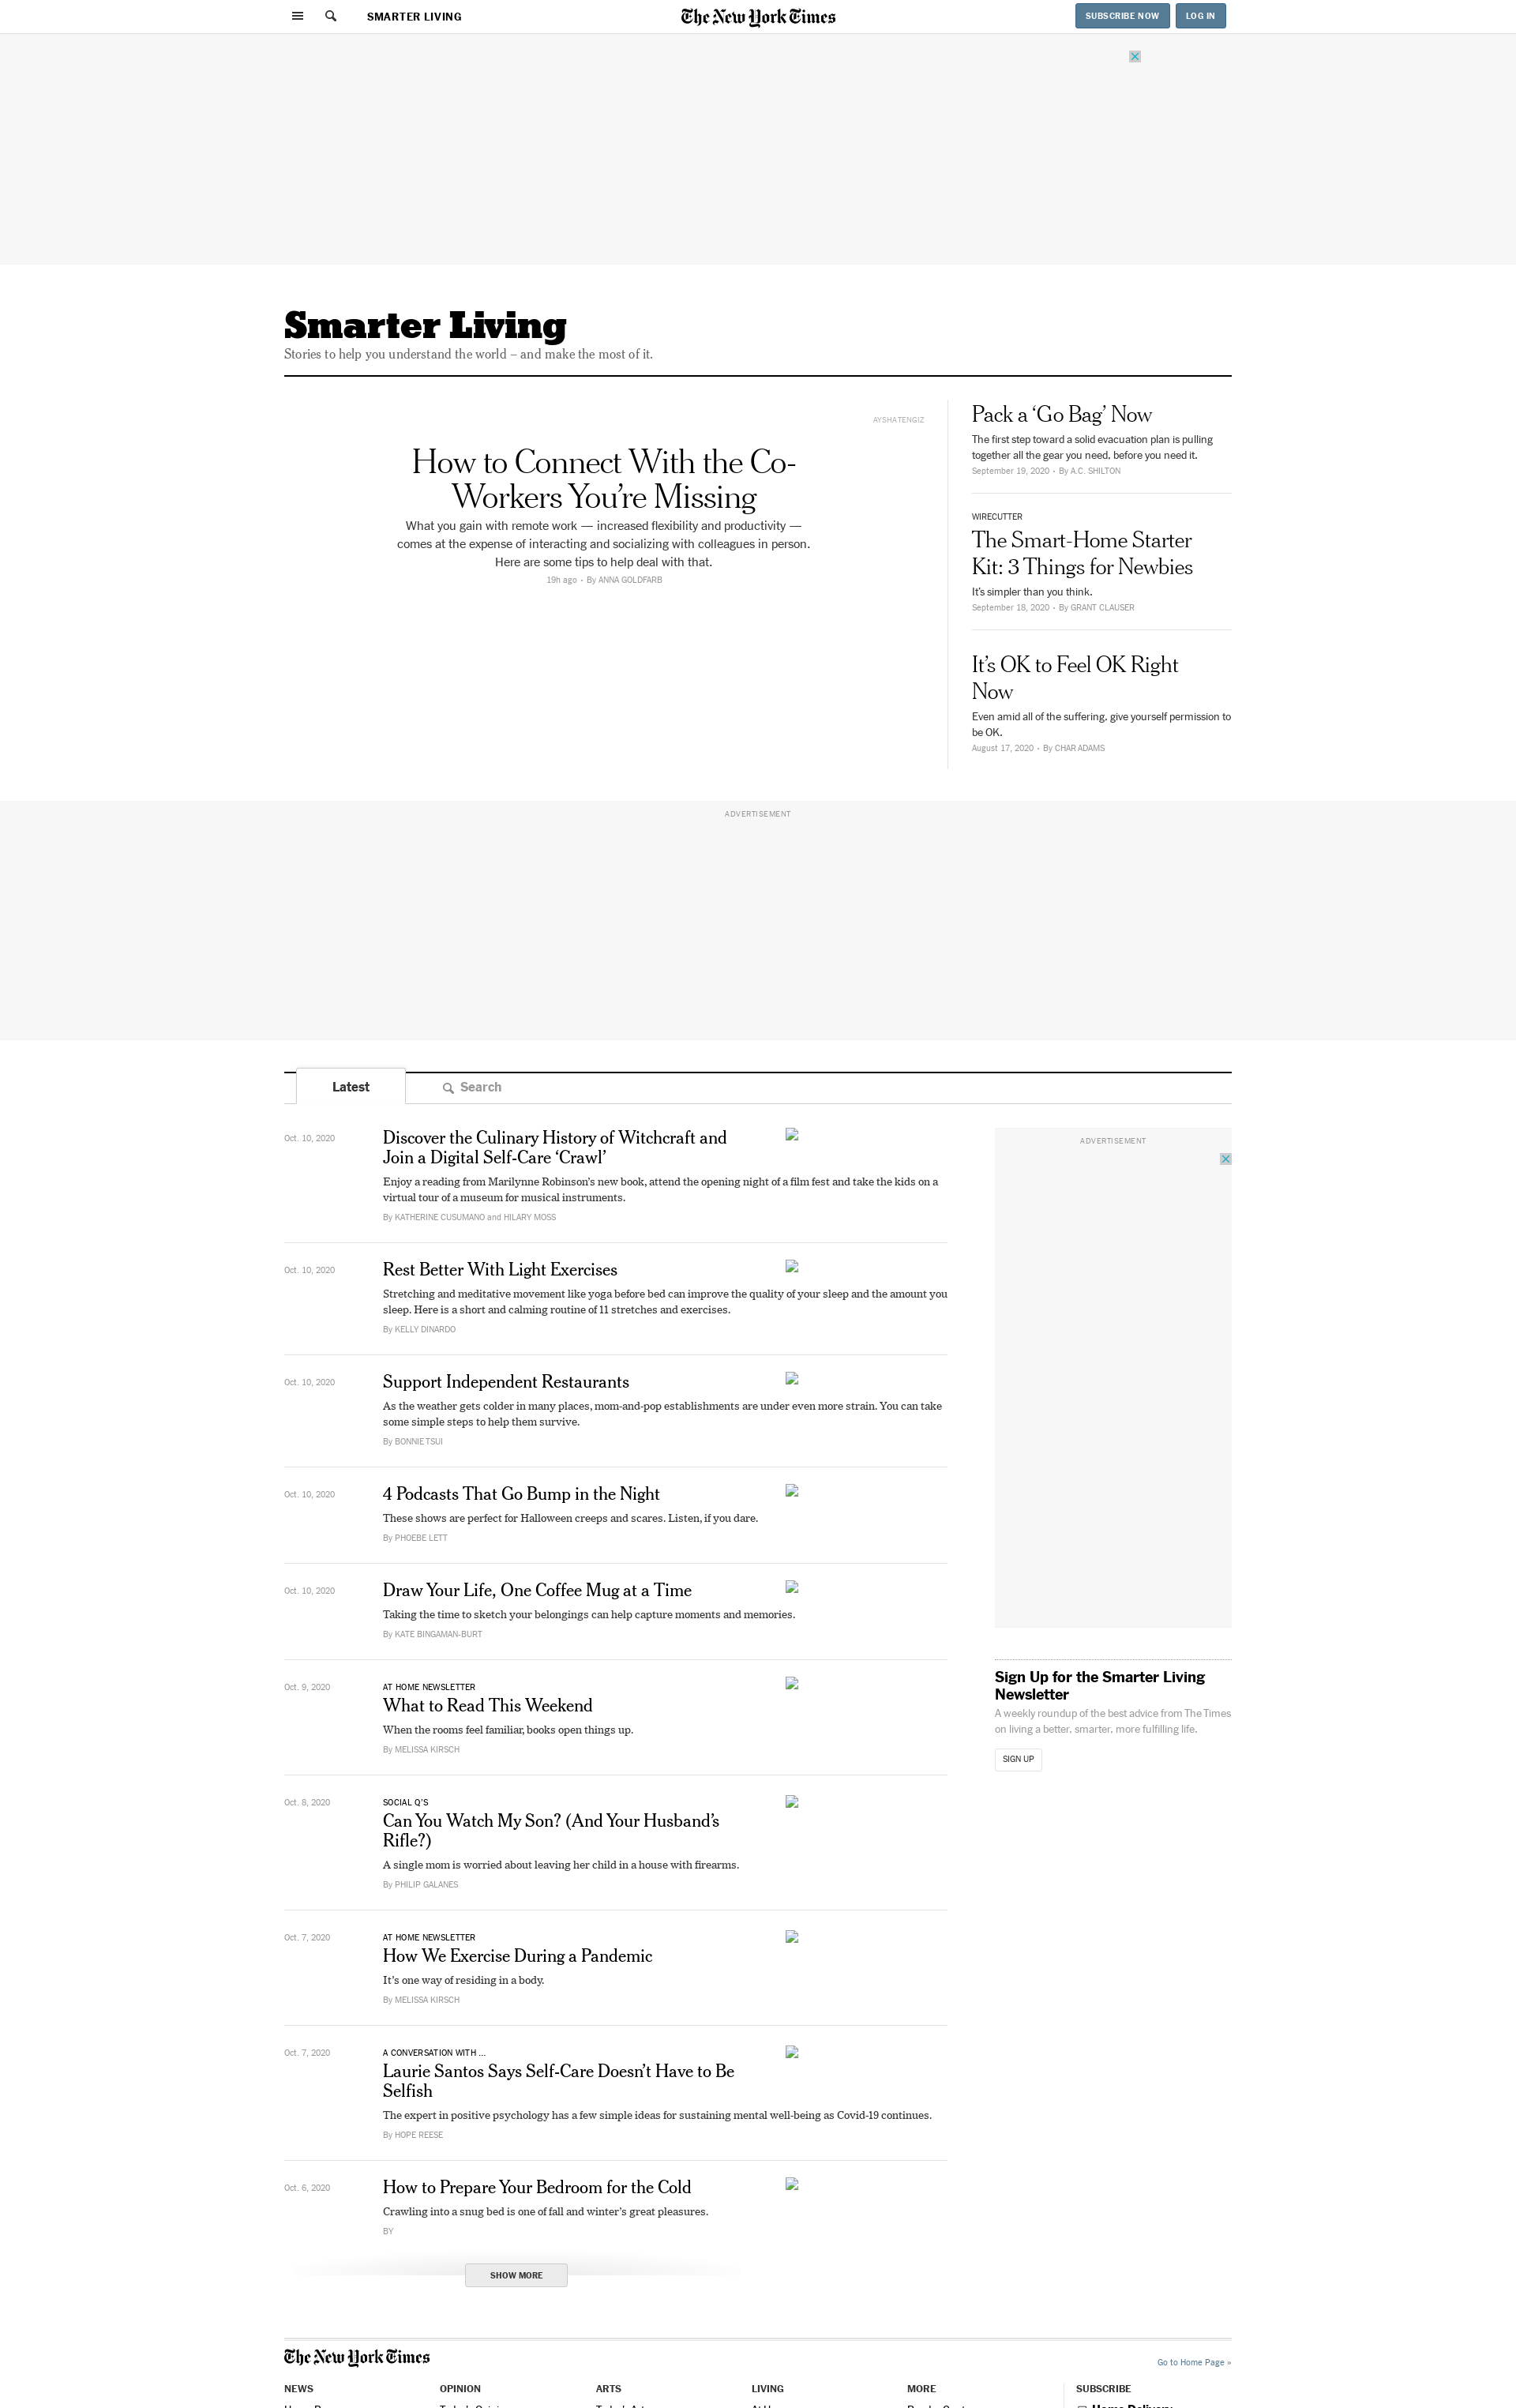 SMARTER LIVING
The New York Times
SUBSCRIBE NOW
LOG IN
Smarter Living
Stories to help you understand the world – and make the most of it.
AYSHA TENGIZ
How to Connect With the Co-
Workers You’re Missing
What you gain with remote work — increased flexibility and productivity —
comes at the expense of interacting and socializing with colleagues in person.
Here are some tips to help deal with that.
19h ago • By ANNA GOLDFARB
Pack a ‘Go Bag’ Now
The first step toward a solid evacuation plan is pulling
together all the gear you need, before you need it.
September 19, 2020 • By A.C. SHILTON
WIRECUTTER
The Smart-Home Starter
Kit: 3 Things for Newbies
It’s simpler than you think.
September 18, 2020 • By GRANT CLAUSER
It’s OK to Feel OK Right
Now
Even amid all of the suffering, give yourself permission to
be OK.
August 17, 2020 • By CHAR ADAMS
ADVERTISEMENT
Latest
Search
Oct. 10, 2020
Discover the Culinary History of Witchcraft and
Join a Digital Self-Care ‘Crawl’
Enjoy a reading from Marilynne Robinson’s new book, attend the opening night of a film fest and take the kids on a
virtual tour of a museum for musical instruments.
By KATHERINE CUSUMANO and HILARY MOSS
Oct. 10, 2020
Rest Better With Light Exercises
Stretching and meditative movement like yoga before bed can improve the quality of your sleep and the amount you
sleep. Here is a short and calming routine of 11 stretches and exercises.
By KELLY DINARDO
Oct. 10, 2020
Support Independent Restaurants
As the weather gets colder in many places, mom-and-pop establishments are under even more strain. You can take
some simple steps to help them survive.
By BONNIE TSUI
Oct. 10, 2020
4 Podcasts That Go Bump in the Night
These shows are perfect for Halloween creeps and scares. Listen, if you dare.
By PHOEBE LETT
Oct. 10, 2020
Draw Your Life, One Coffee Mug at a Time
Taking the time to sketch your belongings can help capture moments and memories.
By KATE BINGAMAN-BURT
Oct. 9, 2020
AT HOME NEWSLETTER
What to Read This Weekend
When the rooms feel familiar, books open things up.
By MELISSA KIRSCH
Oct. 8, 2020
SOCIAL Q’S
Can You Watch My Son? (And Your Husband’s
Rifle?)
A single mom is worried about leaving her child in a house with firearms.
By PHILIP GALANES
Oct. 7, 2020
AT HOME NEWSLETTER
How We Exercise During a Pandemic
It’s one way of residing in a body.
By MELISSA KIRSCH
Oct. 7, 2020
A CONVERSATION WITH ...
Laurie Santos Says Self-Care Doesn’t Have to Be
Selfish
The expert in positive psychology has a few simple ideas for sustaining mental well-being as Covid-19 continues.
By HOPE REESE
Oct. 6, 2020
How to Prepare Your Bedroom for the Cold
Crawling into a snug bed is one of fall and winter’s great pleasures.
BY
SHOW MORE
ADVERTISEMENT
Sign Up for the Smarter Living
Newsletter
A weekly roundup of the best advice from The Times
on living a better, smarter, more fulfilling life.
SIGN UP
The New York Times
Go to Home Page »
NEWS
OPINION
ARTS
LIVING
MORE
SUBSCRIBE